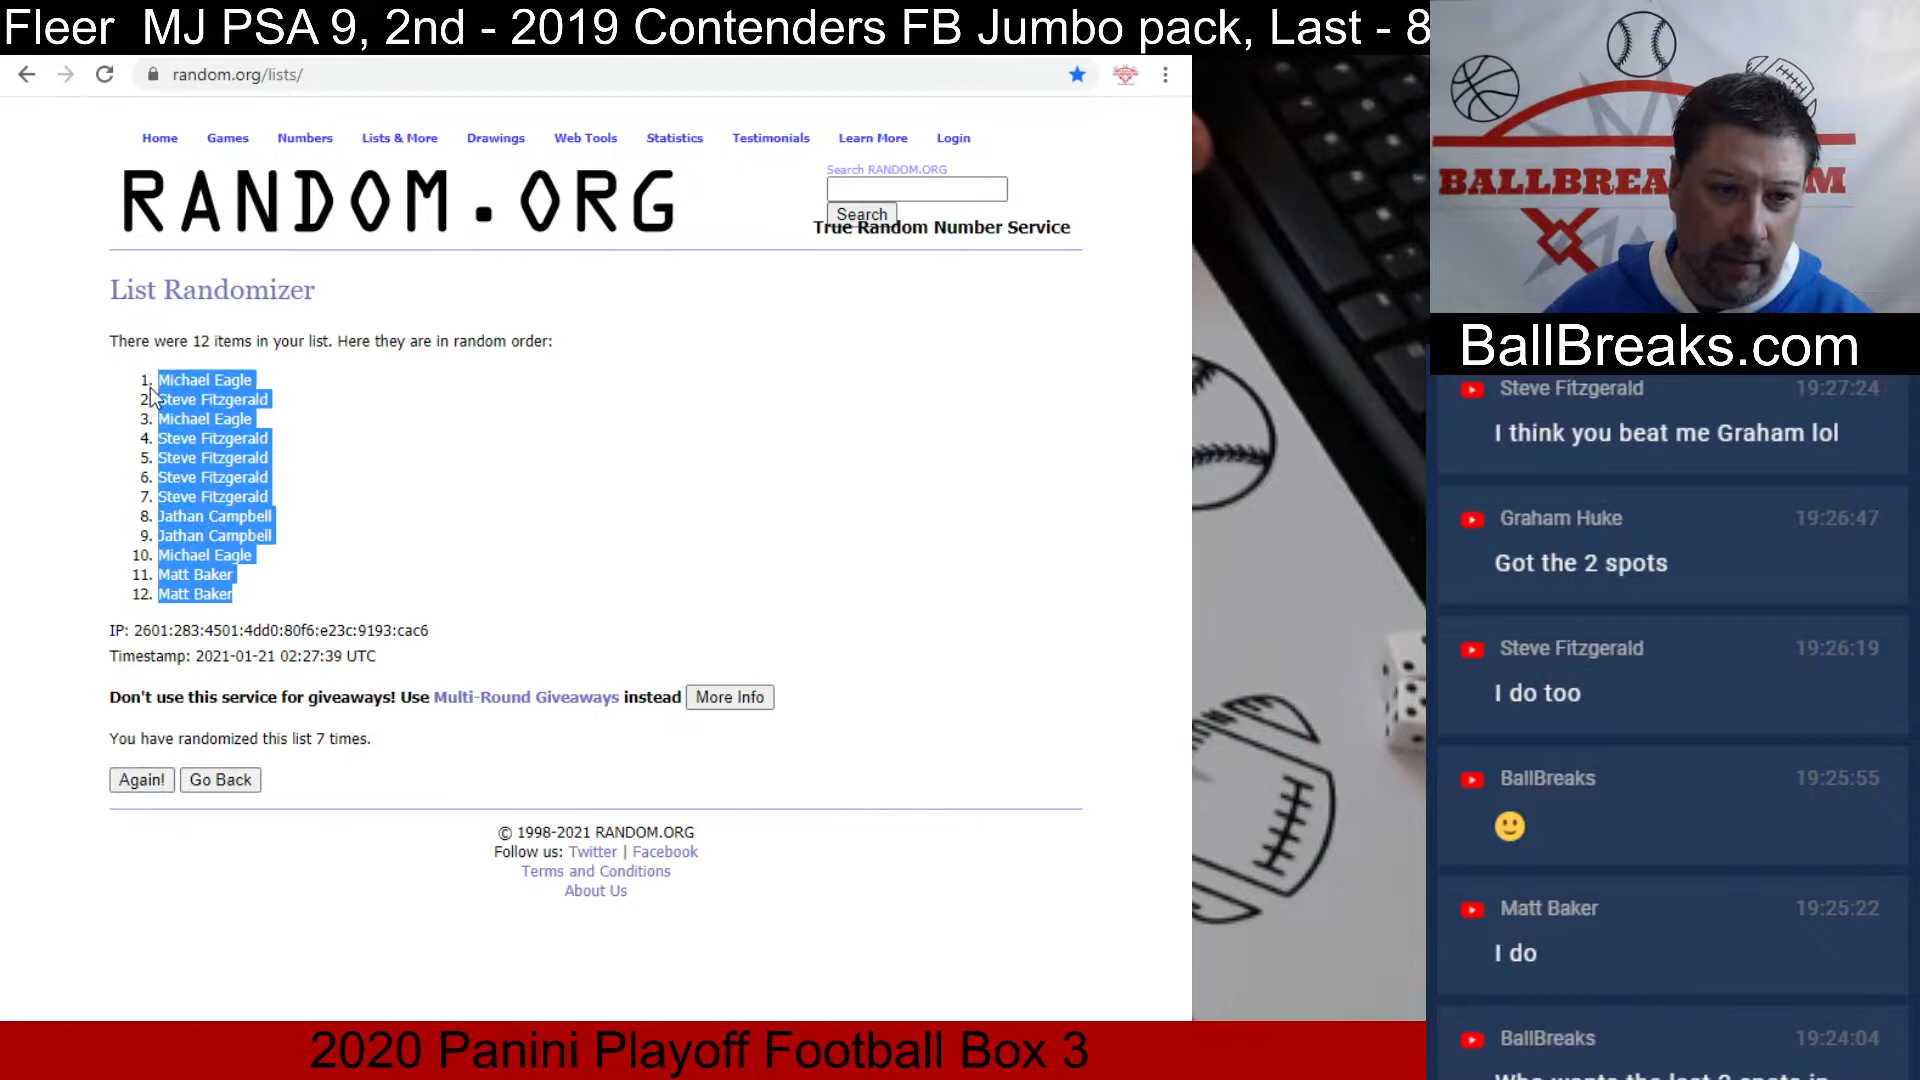 Fleer  MJ PSA 9, 2nd - 2019 Contenders FB Jumbo pack, Last - 8
random.org/lists/
Home Games Numbers Lists & More Drawings Web Tools Statistics Testimonials Learn More Login
RANDOM.ORG
Search RANDOM.ORG
Search
True Random Number Service
List Randomizer
There were 12 items in your list. Here they are in random order:
1. Michael Eagle
2. Steve Fitzgerald
3. Michael Eagle
4. Steve Fitzgerald
5. Steve Fitzgerald
6. Steve Fitzgerald
7. Steve Fitzgerald
8. Jathan Campbell
9. Jathan Campbell
10. Michael Eagle
11. Matt Baker
12. Matt Baker
IP: 2601:283:4501:4dd0:80f6:e23c:9193:cac6
Timestamp: 2021-01-21 02:27:39 UTC
Don't use this service for giveaways! Use Multi-Round Giveaways instead More Info
You have randomized this list 7 times.
Again! Go Back
© 1998-2021 RANDOM.ORG
Follow us: Twitter | Facebook
Terms and Conditions
About Us
BALLBREA M
BallBreaks.com
Steve Fitzgerald 19:27:24
I think you beat me Graham lol
Graham Huke 19:26:47
Got the 2 spots
Steve Fitzgerald 19:26:19
I do too
BallBreaks 19:25:55
🙂
Matt Baker 19:25:22
I do
BallBreaks 19:24:04
2020 Panini Playoff Football Box 3